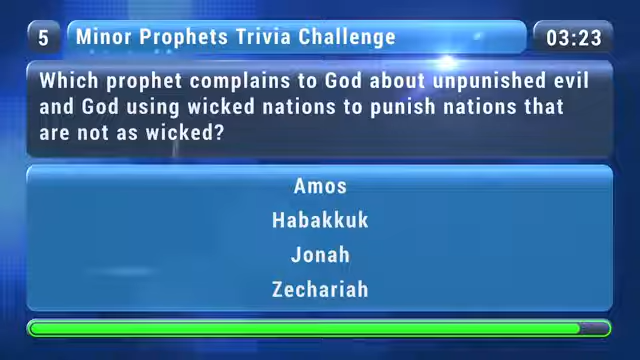 5
Minor Prophets Trivia Challenge
03:23
Which prophet complains to God about unpunished evil
and God using wicked nations to punish nations that
are not as wicked?
Amos
Habakkuk
Jonah
Zechariah